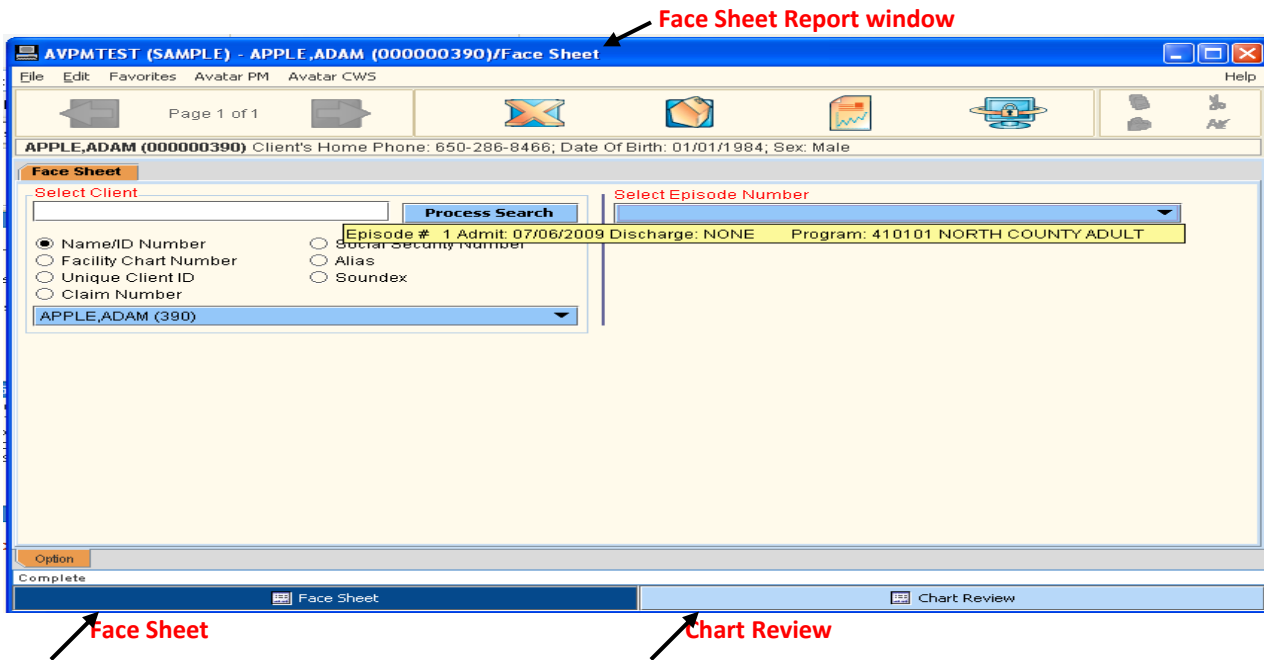 Face Sheet Report window
AVPMTEST (SAMPLE) - APPLE,ADAM (000000390)/Face Sheet
File Edit Favorites Avatar PM Avatar CWS Help
Page 1 of 1
APPLE,ADAM (000000390) Client's Home Phone: 650-286-8466; Date Of Birth: 01/01/1984; Sex: Male
Face Sheet
Select Client
Process Search
Name/ID Number
Social Security Number
Facility Chart Number
Alias
Unique Client ID
Soundex
Claim Number
APPLE,ADAM (390)
Select Episode Number
Episode # 1 Admit: 07/06/2009 Discharge: NONE Program: 410101 NORTH COUNTY ADULT
Option
Complete
Face Sheet
Chart Review
Face Sheet
Chart Review